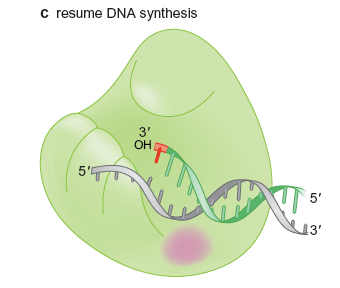 c resume DNA synthesis
3′
OH
5′
5′
3′